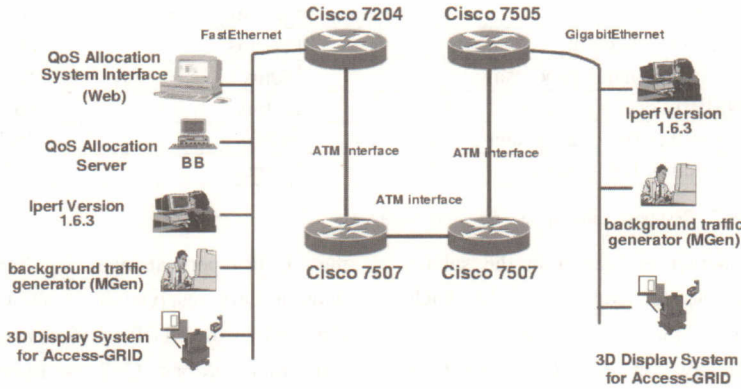 Cisco 7204
Cisco 7505
FastEthernet
GigabitEthernet
QoS Allocation
System Interface
(Web)
QoS Allocation
Server
BB
Iperf Version
1.6.3
background traffic
generator (MGen)
3D Display System
for Access-GRID
ATM interface
ATM interface
ATM interface
Cisco 7507
Cisco 7507
Iperf Version
1.6.3
background traffic
generator (MGen)
3D Display System
for Access-GRID